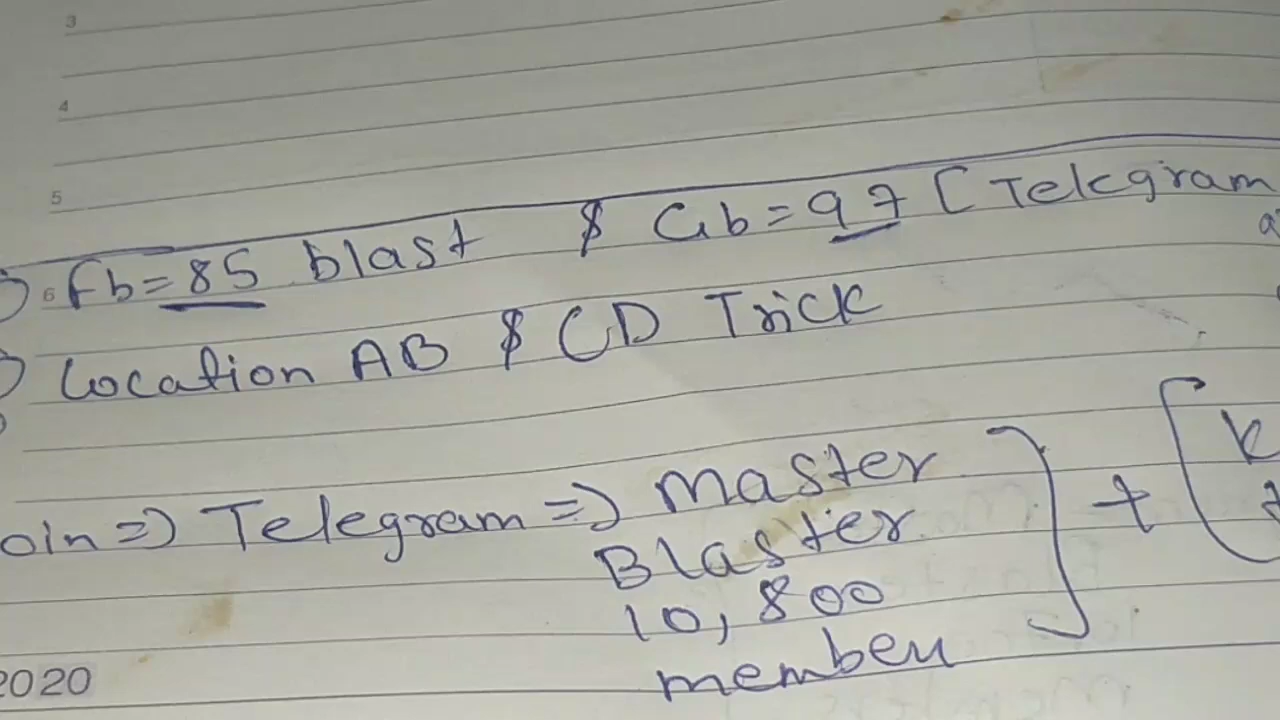 3
4
5
6 Fb=85 blast $ Gb=97 [Telegram
Location AB $ CD Trick
oin => Telegram => Master
Blaster
10,800
member
+
2020